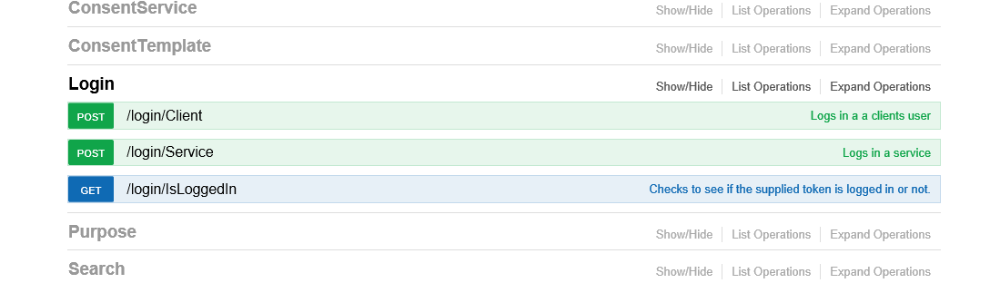 ConsentService Show/Hide List Operations Expand Operations
ConsentTemplate Show/Hide List Operations Expand Operations
Login Show/Hide List Operations Expand Operations
POST /login/Client Logs in a a clients user
POST /login/Service Logs in a service
GET /login/IsLoggedIn Checks to see if the supplied token is logged in or not.
Purpose Show/Hide List Operations Expand Operations
Search Show/Hide List Operations Expand Operations